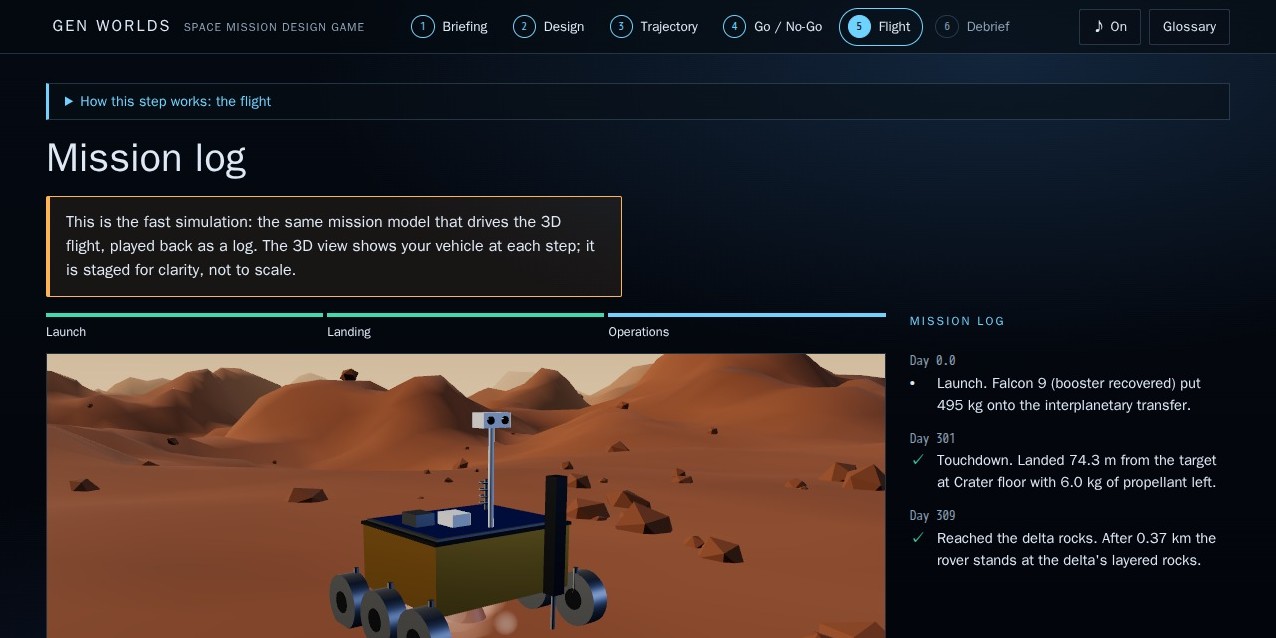 GEN WORLDS SPACE MISSION DESIGN GAME 1 Briefing 2 Design 3 Trajectory 4 Go / No-Go 5 Flight 6 Debrief ♪ On Glossary
▶ How this step works: the flight
Mission log
This is the fast simulation: the same mission model that drives the 3D
flight, played back as a log. The 3D view shows your vehicle at each step; it
is staged for clarity, not to scale.
Launch Landing Operations
MISSION LOG
Day 0.0
• Launch. Falcon 9 (booster recovered) put
495 kg onto the interplanetary transfer.
Day 301
✓ Touchdown. Landed 74.3 m from the target
at Crater floor with 6.0 kg of propellant left.
Day 309
✓ Reached the delta rocks. After 0.37 km the
rover stands at the delta's layered rocks.